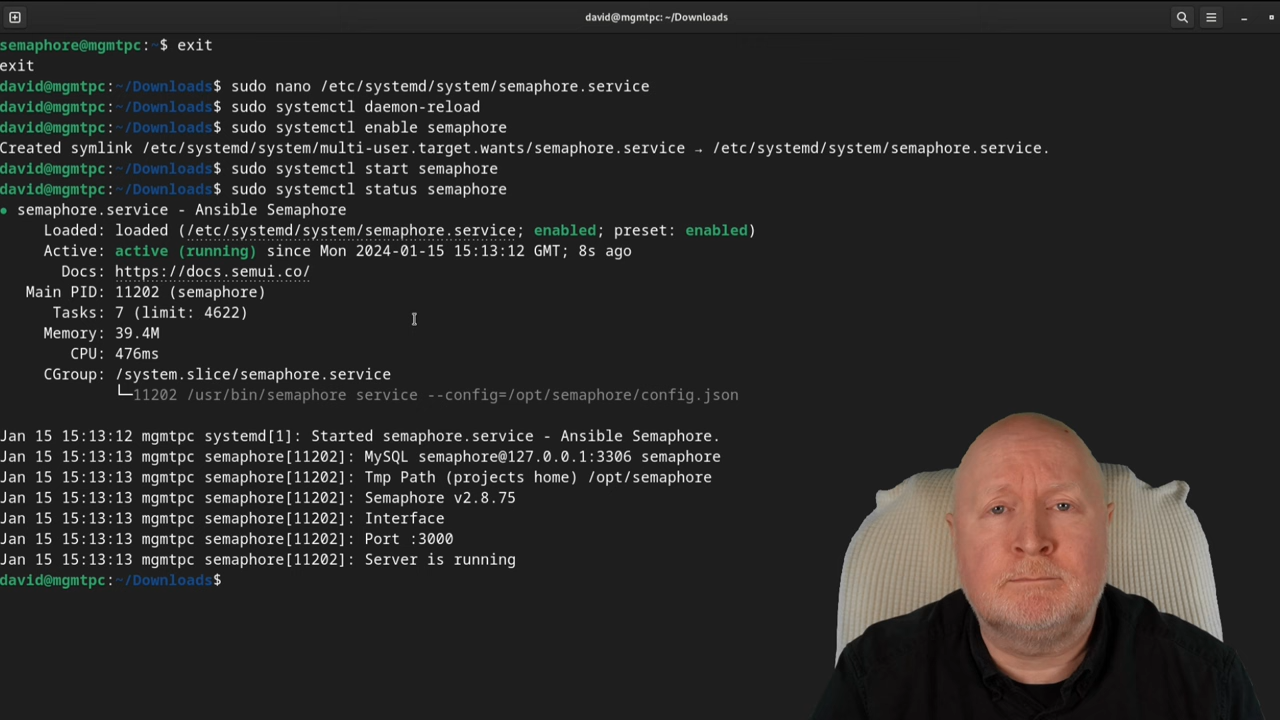 david@mgmtpc: ~/Downloads
semaphore@mgmtpc:~$ exit
exit
david@mgmtpc:~/Downloads$ sudo nano /etc/systemd/system/semaphore.service
david@mgmtpc:~/Downloads$ sudo systemctl daemon-reload
david@mgmtpc:~/Downloads$ sudo systemctl enable semaphore
Created symlink /etc/systemd/system/multi-user.target.wants/semaphore.service → /etc/systemd/system/semaphore.service.
david@mgmtpc:~/Downloads$ sudo systemctl start semaphore
david@mgmtpc:~/Downloads$ sudo systemctl status semaphore
● semaphore.service - Ansible Semaphore
Loaded: loaded (/etc/systemd/system/semaphore.service; enabled; preset: enabled)
Active: active (running) since Mon 2024-01-15 15:13:12 GMT; 8s ago
Docs: https://docs.semui.co/
Main PID: 11202 (semaphore)
Tasks: 7 (limit: 4622)
Memory: 39.4M
CPU: 476ms
CGroup: /system.slice/semaphore.service
└─11202 /usr/bin/semaphore service --config=/opt/semaphore/config.json
Jan 15 15:13:12 mgmtpc systemd[1]: Started semaphore.service - Ansible Semaphore.
Jan 15 15:13:13 mgmtpc semaphore[11202]: MySQL semaphore@127.0.0.1:3306 semaphore
Jan 15 15:13:13 mgmtpc semaphore[11202]: Tmp Path (projects home) /opt/semaphore
Jan 15 15:13:13 mgmtpc semaphore[11202]: Semaphore v2.8.75
Jan 15 15:13:13 mgmtpc semaphore[11202]: Interface
Jan 15 15:13:13 mgmtpc semaphore[11202]: Port :3000
Jan 15 15:13:13 mgmtpc semaphore[11202]: Server is running
david@mgmtpc:~/Downloads$